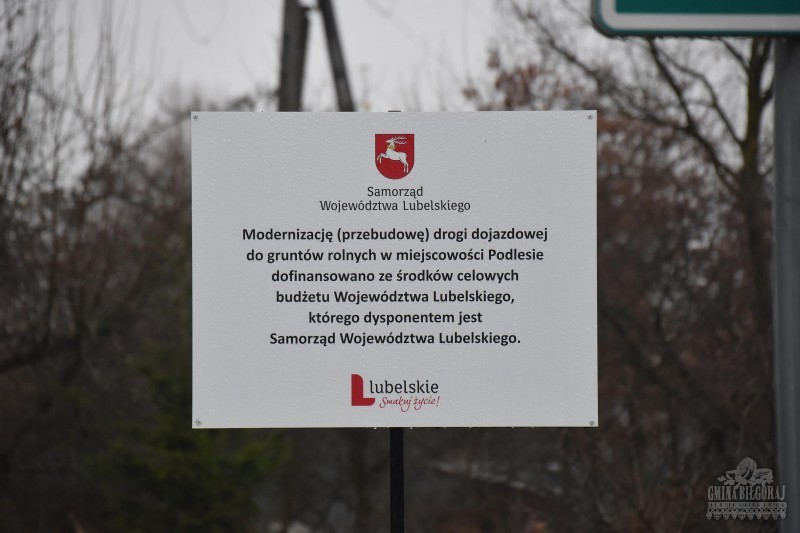 Samorząd
Województwa Lubelskiego
Modernizację (przebudowę) drogi dojazdowej
do gruntów rolnych w miejscowości Podlesie
dofinansowano ze środków celowych
budżetu Województwa Lubelskiego,
którego dysponentem jest
Samorząd Województwa Lubelskiego.
lubelskie
Smakuj życie!
GMINA BIŁGORAJ